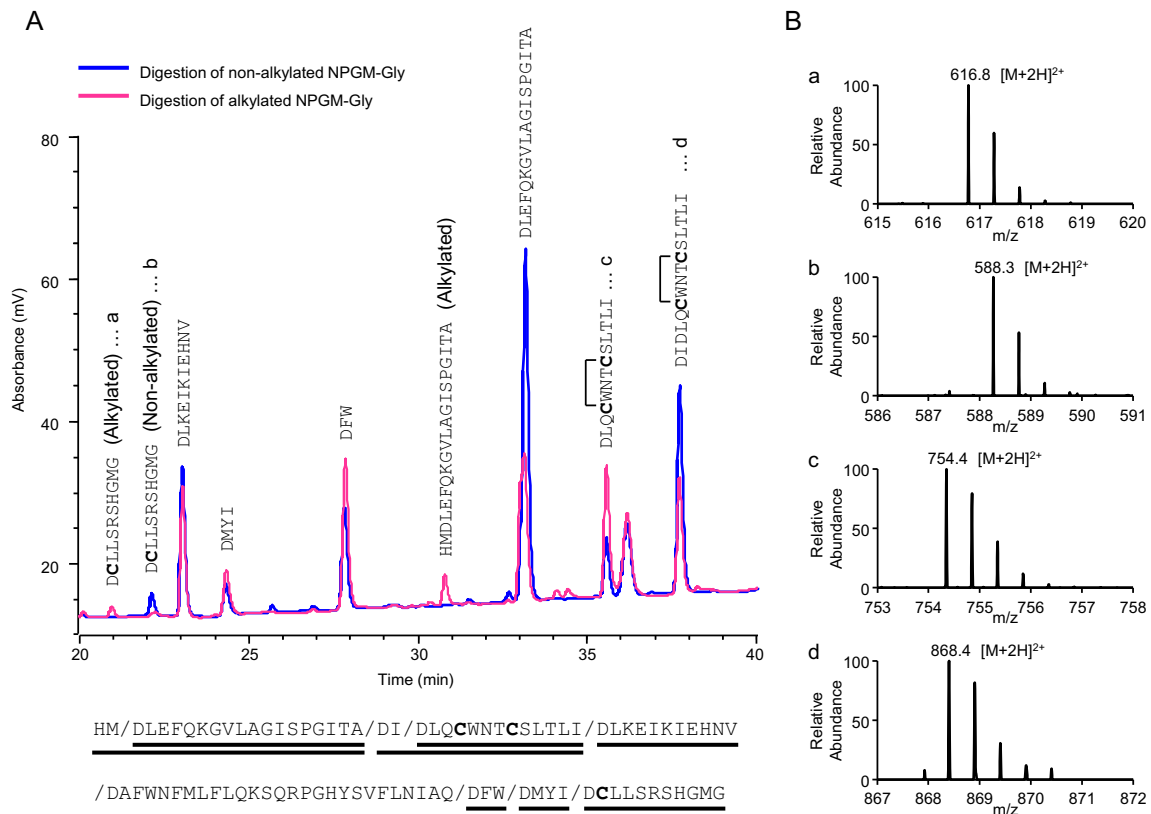 A
Digestion of non-alkylated NPGM-Gly
Digestion of alkylated NPGM-Gly
Absorbance (mV)
80
60
40
20
DCLLSRSHGMG (Alkylated) … a
DCLLSRSHGMG (Non-alkylated) … b
DLKEIKIEHNV
DMYI
DFW
HMDLEFQKGVLAGISPGITA (Alkylated)
DLEFQKGVLAGISPGITA
DLQCWNTCSLTLI … c
DIDLQCWNTCSLTLI … d
20 25 30 35 40
Time (min)
HM/DLEFQKGVLAGISPGITA/DI/DLQCWNTCSLTLI/DLKEIKIEHNV
/DAFWNFMLFLQKSQRPGHYSVFLNIAQ/DFW/DMYI/DCLLSRSHGMG
B
a
616.8 [M+2H]²⁺
Relative
Abundance
100
50
0
615 616 617 618 619 620
m/z
b
588.3 [M+2H]²⁺
Relative
Abundance
100
50
0
586 587 588 589 590 591
m/z
c
754.4 [M+2H]²⁺
Relative
Abundance
100
50
0
753 754 755 756 757 758
m/z
d
868.4 [M+2H]²⁺
Relative
Abundance
100
50
0
867 868 869 870 871 872
m/z